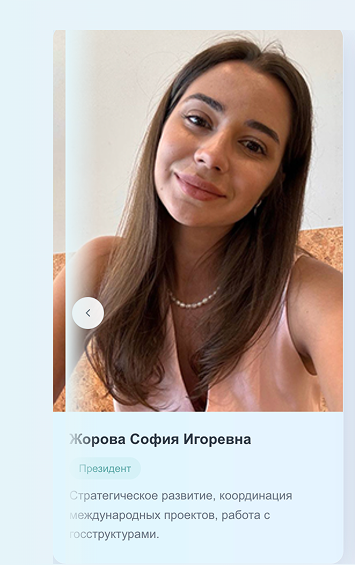 Жорова София Игоревна
Президент
Стратегическое развитие, координация
международных проектов, работа с
госструктурами.